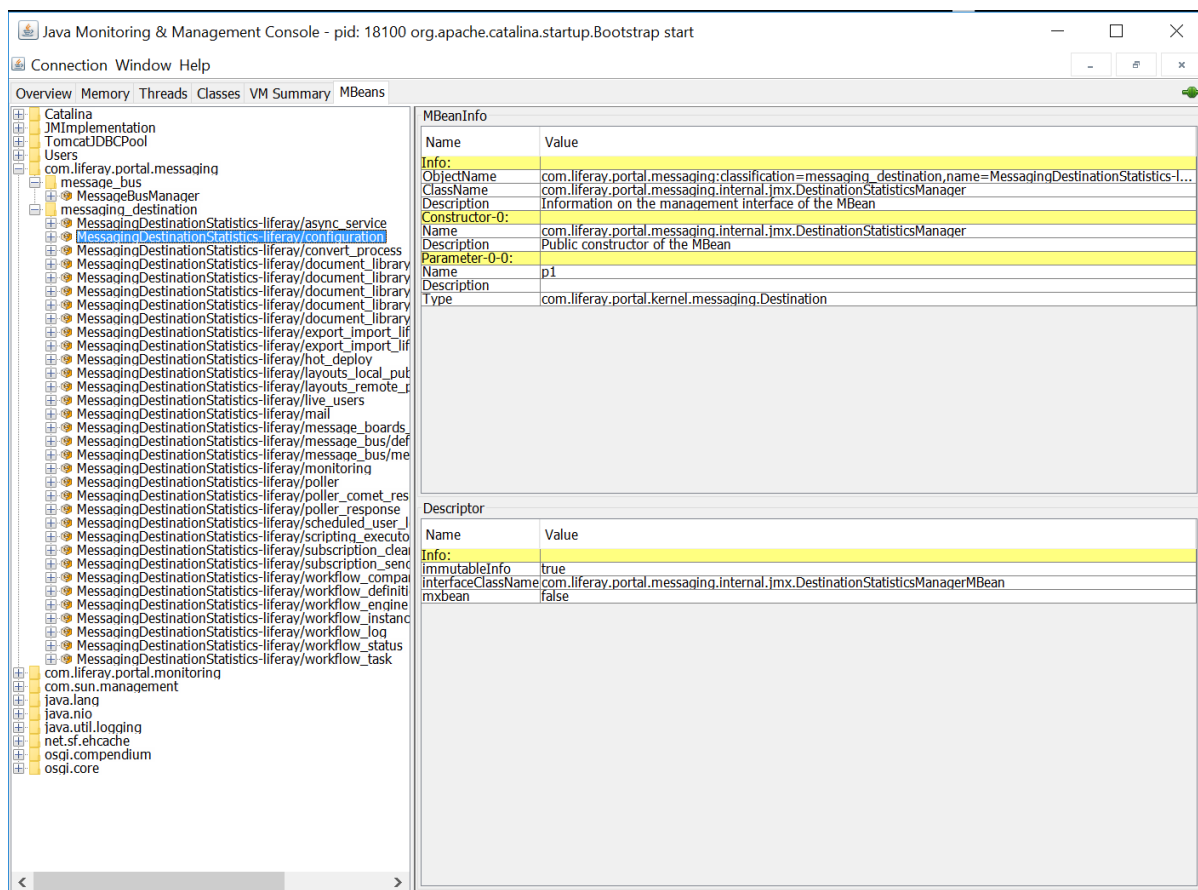 Java Monitoring & Management Console - pid: 18100 org.apache.catalina.startup.Bootstrap start
Connection Window Help
Overview Memory Threads Classes VM Summary MBeans
Catalina
JMImplementation
TomcatJDBCPool
Users
com.liferay.portal.messaging
message_bus
MessageBusManager
messaging_destination
MessagingDestinationStatistics-liferay/async_service
MessagingDestinationStatistics-liferay/configuration
MessagingDestinationStatistics-liferay/convert_process
MessagingDestinationStatistics-liferay/document_library
MessagingDestinationStatistics-liferay/document_library
MessagingDestinationStatistics-liferay/document_library
MessagingDestinationStatistics-liferay/document_library
MessagingDestinationStatistics-liferay/document_library
MessagingDestinationStatistics-liferay/export_import_lif
MessagingDestinationStatistics-liferay/export_import_lif
MessagingDestinationStatistics-liferay/hot_deploy
MessagingDestinationStatistics-liferay/layouts_local_pub
MessagingDestinationStatistics-liferay/layouts_remote_p
MessagingDestinationStatistics-liferay/live_users
MessagingDestinationStatistics-liferay/mail
MessagingDestinationStatistics-liferay/message_boards_
MessagingDestinationStatistics-liferay/message_bus/def
MessagingDestinationStatistics-liferay/message_bus/me
MessagingDestinationStatistics-liferay/monitoring
MessagingDestinationStatistics-liferay/poller
MessagingDestinationStatistics-liferay/poller_comet_res
MessagingDestinationStatistics-liferay/poller_response
MessagingDestinationStatistics-liferay/scheduled_user_l
MessagingDestinationStatistics-liferay/scripting_executo
MessagingDestinationStatistics-liferay/subscription_clea
MessagingDestinationStatistics-liferay/subscription_senc
MessagingDestinationStatistics-liferay/workflow_compa
MessagingDestinationStatistics-liferay/workflow_definiti
MessagingDestinationStatistics-liferay/workflow_engine
MessagingDestinationStatistics-liferay/workflow_instanc
MessagingDestinationStatistics-liferay/workflow_log
MessagingDestinationStatistics-liferay/workflow_status
MessagingDestinationStatistics-liferay/workflow_task
com.liferay.portal.monitoring
com.sun.management
java.lang
java.nio
java.util.logging
net.sf.ehcache
osgi.compendium
osgi.core
MBeanInfo
Name Value
Info:
ObjectName com.liferay.portal.messaging:classification=messaging_destination,name=MessagingDestinationStatistics-l...
ClassName com.liferay.portal.messaging.internal.jmx.DestinationStatisticsManager
Description Information on the management interface of the MBean
Constructor-0:
Name com.liferay.portal.messaging.internal.jmx.DestinationStatisticsManager
Description Public constructor of the MBean
Parameter-0-0:
Name p1
Description
Type com.liferay.portal.kernel.messaging.Destination
Descriptor
Name Value
Info:
immutableInfo true
interfaceClassName com.liferay.portal.messaging.internal.jmx.DestinationStatisticsManagerMBean
mxbean false